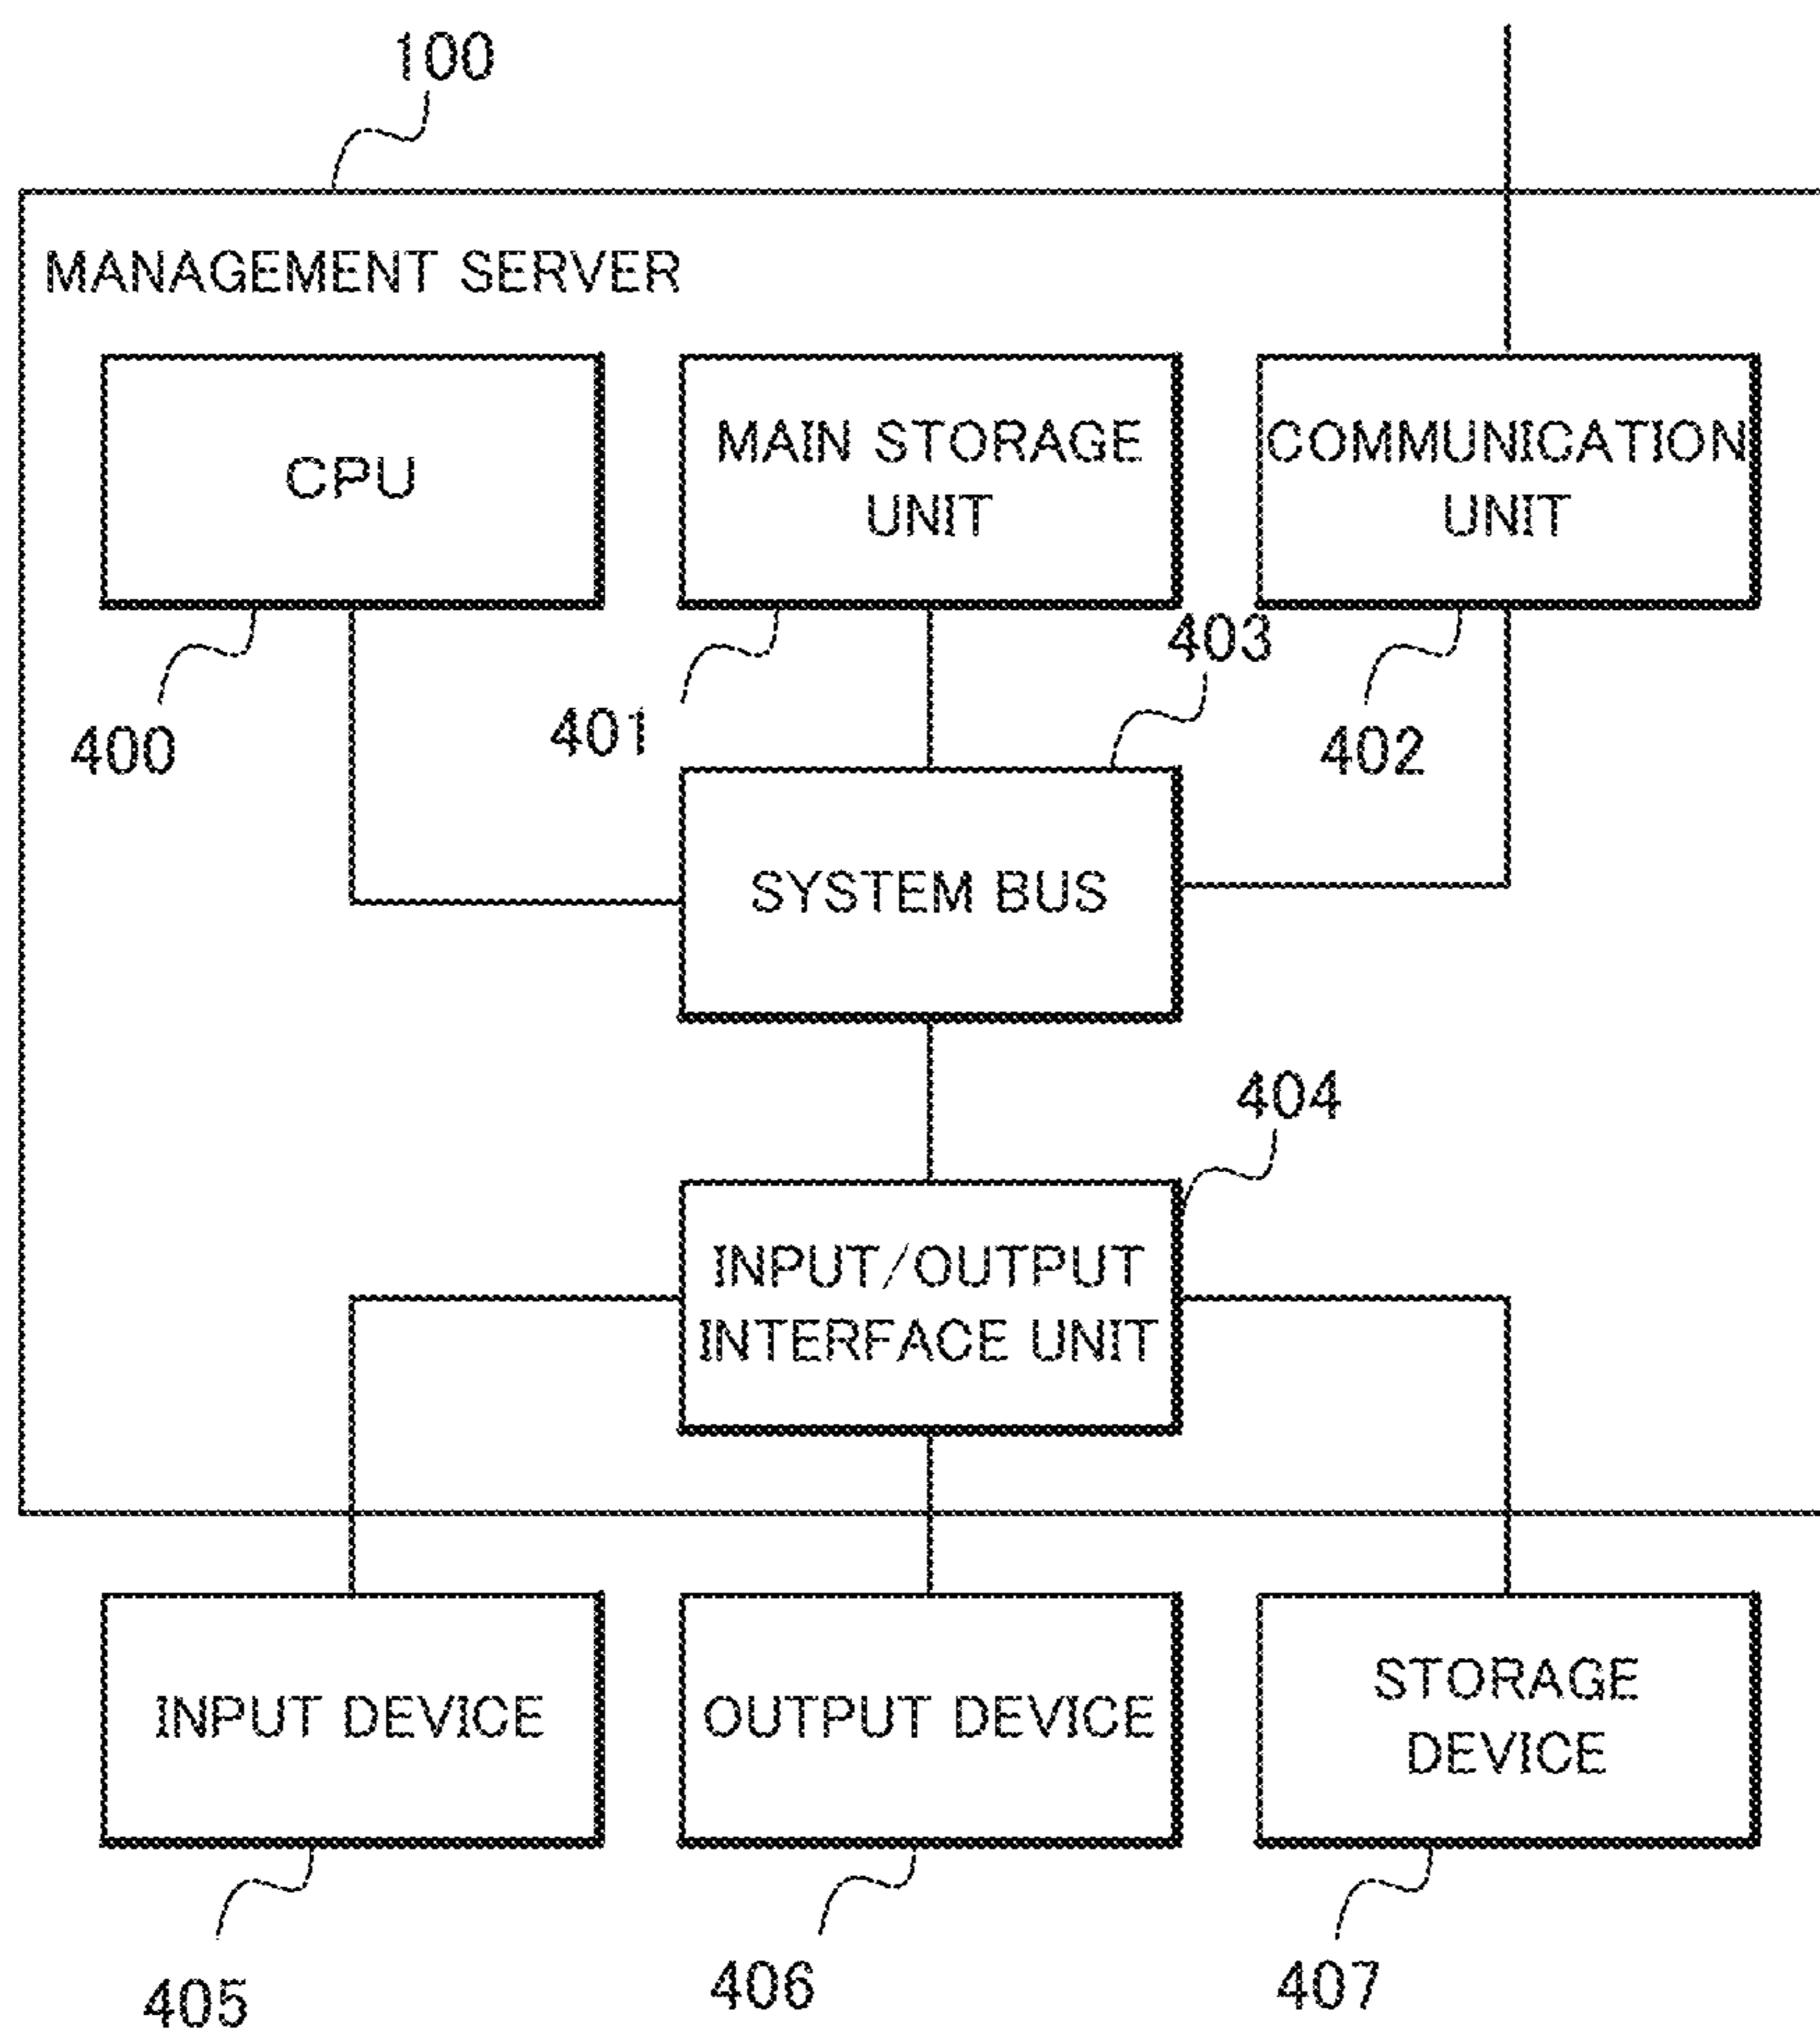 100
MANAGEMENT SERVER
CPU
MAIN STORAGE
UNIT
COMMUNICATION
UNIT
400
401
403
402
SYSTEM BUS
404
INPUT/OUTPUT
INTERFACE UNIT
INPUT DEVICE
OUTPUT DEVICE
STORAGE
DEVICE
405
406
407